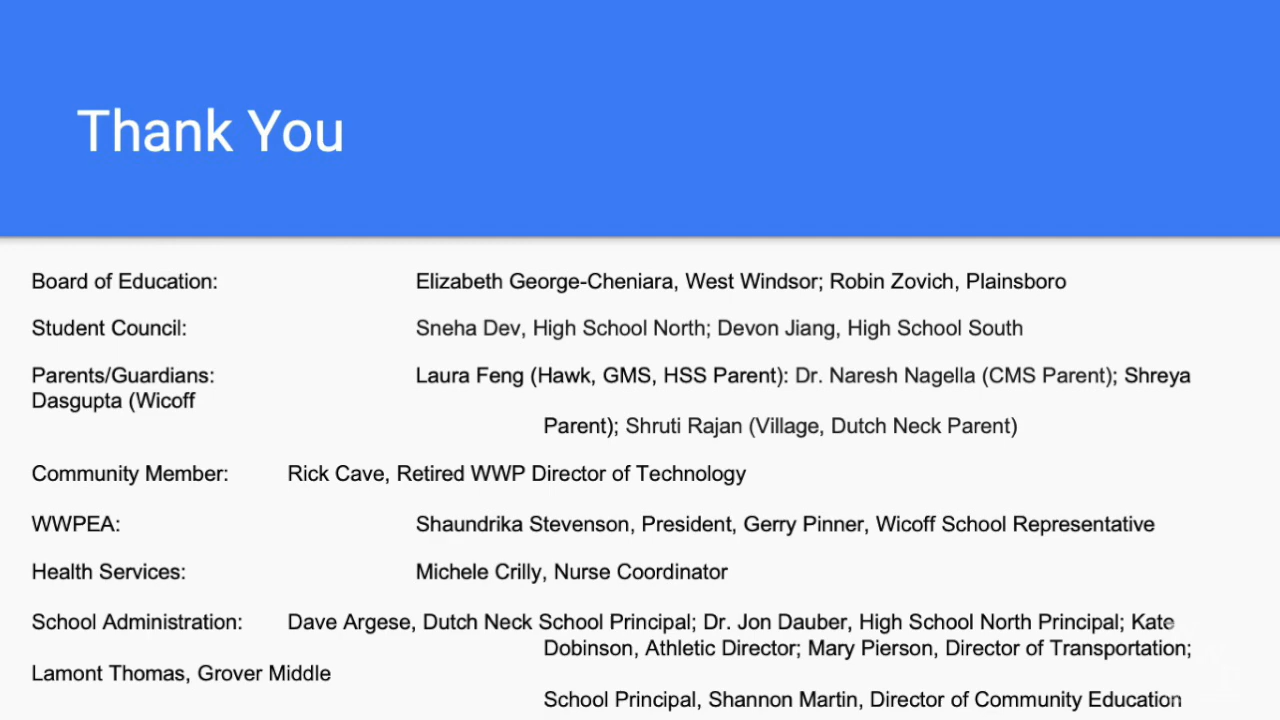 Thank You
Board of Education: Elizabeth George-Cheniara, West Windsor; Robin Zovich, Plainsboro
Student Council: Sneha Dev, High School North; Devon Jiang, High School South
Parents/Guardians: Laura Feng (Hawk, GMS, HSS Parent): Dr. Naresh Nagella (CMS Parent); Shreya
Dasgupta (Wicoff
Parent); Shruti Rajan (Village, Dutch Neck Parent)
Community Member: Rick Cave, Retired WWP Director of Technology
WWPEA: Shaundrika Stevenson, President, Gerry Pinner, Wicoff School Representative
Health Services: Michele Crilly, Nurse Coordinator
School Administration: Dave Argese, Dutch Neck School Principal; Dr. Jon Dauber, High School North Principal; Kate
Dobinson, Athletic Director; Mary Pierson, Director of Transportation;
Lamont Thomas, Grover Middle
School Principal, Shannon Martin, Director of Community Education